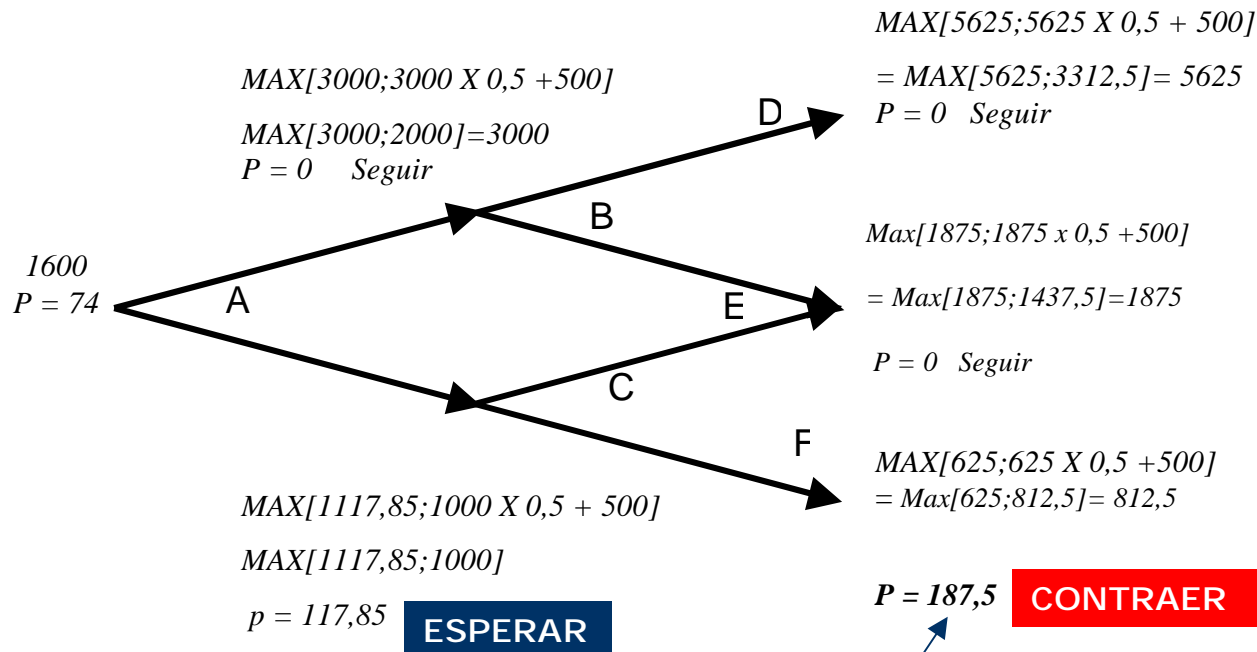 MAX[5625;5625 X 0,5 + 500]
= MAX[5625;3312,5]= 5625
P = 0 Seguir
D
MAX[3000;3000 X 0,5 +500]
MAX[3000;2000]=3000
P = 0 Seguir
B
1600
P = 74
A
Max[1875;1875 x 0,5 +500]
= Max[1875;1437,5]=1875
P = 0 Seguir
E
C
F
MAX[625;625 X 0,5 +500]
= Max[625;812,5]= 812,5
P = 187,5 CONTRAER
MAX[1117,85;1000 X 0,5 + 500]
MAX[1117,85;1000]
p = 117,85 ESPERAR